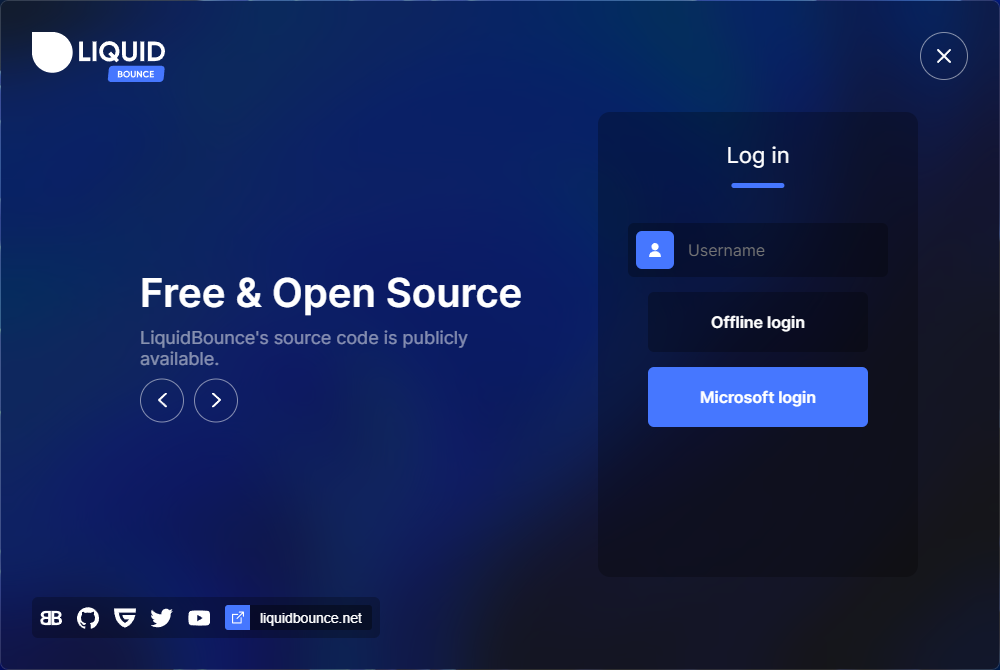 LIQUID
BOUNCE
Log in
Username
Offline login
Microsoft login
Free & Open Source
LiquidBounce's source code is publicly
available.
liquidbounce.net